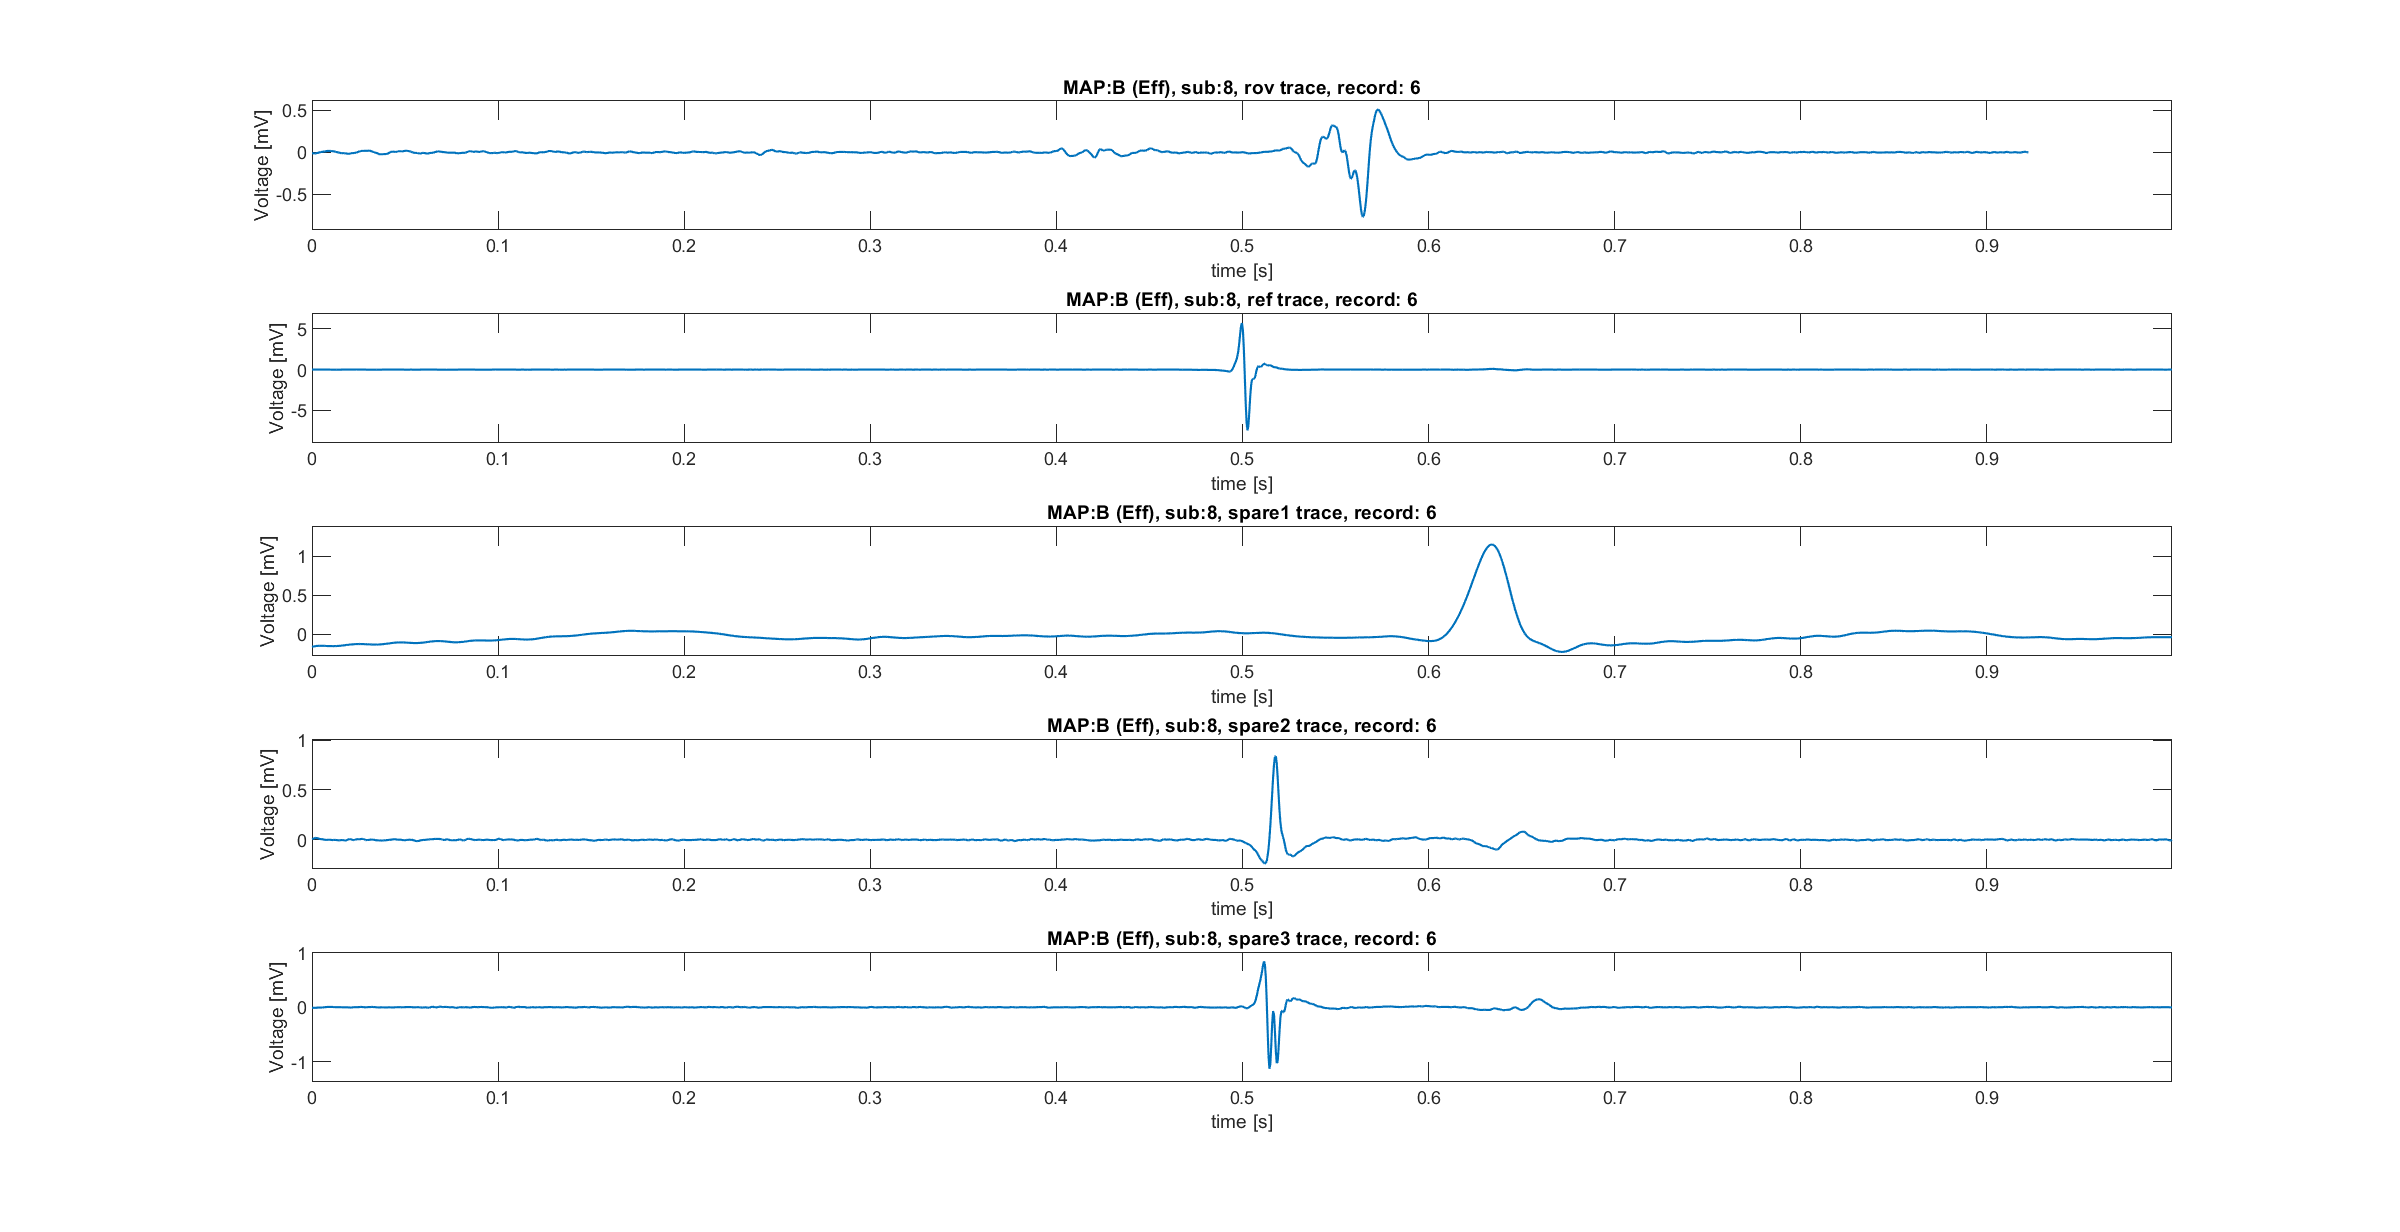 MAP:B (Eff), sub:8, rov trace, record: 6
Voltage [mV]
0.5
0
-0.5
0 0.1 0.2 0.3 0.4 0.5 0.6 0.7 0.8 0.9
time [s]
MAP:B (Eff), sub:8, ref trace, record: 6
Voltage [mV]
5
0
-5
0 0.1 0.2 0.3 0.4 0.5 0.6 0.7 0.8 0.9
time [s]
MAP:B (Eff), sub:8, spare1 trace, record: 6
Voltage [mV]
1
0.5
0
0 0.1 0.2 0.3 0.4 0.5 0.6 0.7 0.8 0.9
time [s]
MAP:B (Eff), sub:8, spare2 trace, record: 6
Voltage [mV]
1
0.5
0
0 0.1 0.2 0.3 0.4 0.5 0.6 0.7 0.8 0.9
time [s]
MAP:B (Eff), sub:8, spare3 trace, record: 6
Voltage [mV]
1
0
-1
0 0.1 0.2 0.3 0.4 0.5 0.6 0.7 0.8 0.9
time [s]